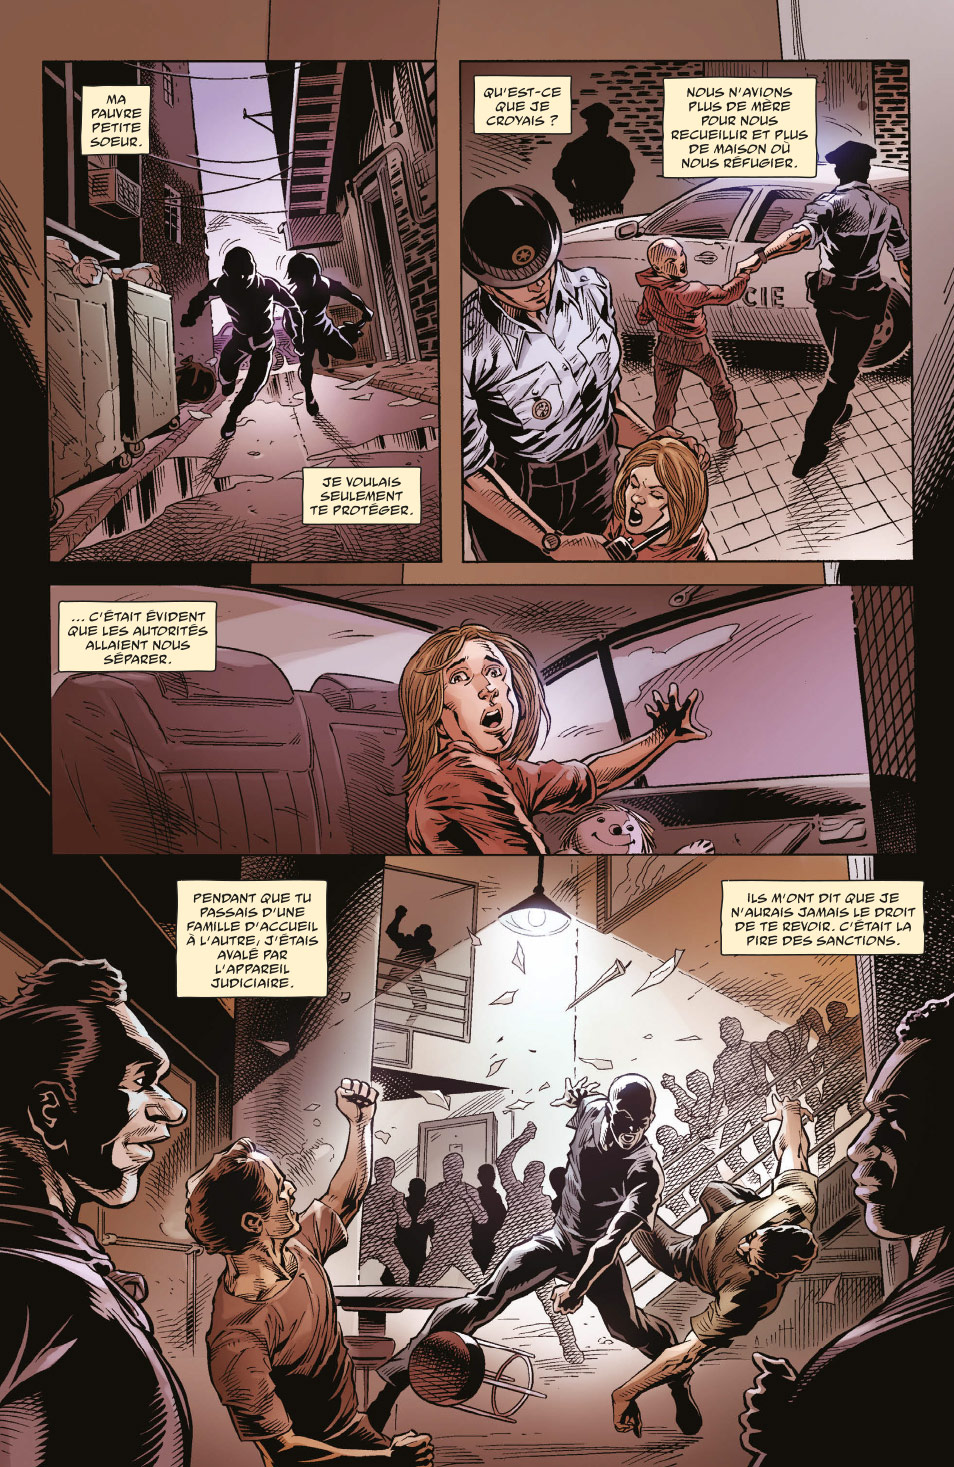 MA
PAUVRE
PETITE
SOEUR.
JE VOULAIS
SEULEMENT
TE PROTÉGER.
QU'EST-CE
QUE JE
CROYAIS ?
NOUS N'AVIONS
PLUS DE MÈRE
POUR NOUS
RECUEILLIR ET PLUS
DE MAISON OÙ
NOUS RÉFUGIER.
CIE
... C'ÉTAIT ÉVIDENT
QUE LES AUTORITÉS
ALLAIENT NOUS
SÉPARER.
PENDANT QUE TU
PASSAIS D'UNE
FAMILLE D'ACCUEIL
À L'AUTRE, J'ÉTAIS
AVALÉ PAR
L'APPAREIL
JUDICIAIRE.
ILS M'ONT DIT QUE JE
N'AURAIS JAMAIS LE DROIT
DE TE REVOIR. C'ÉTAIT LA
PIRE DES SANCTIONS.